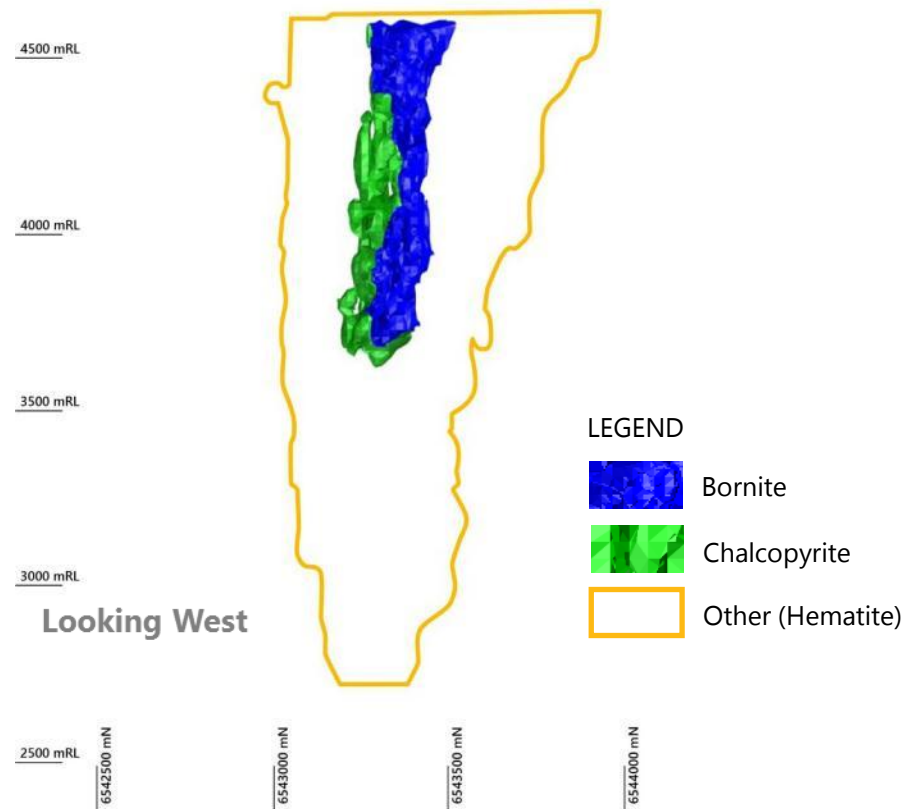 4500 mRL
4000 mRL
3500 mRL
LEGEND
Bornite
Chalcopyrite
3000 mRL
Other (Hematite)
Looking West
2500 mRL
6542500 mN
6543000 mN
6543500 mN
6544000 mN